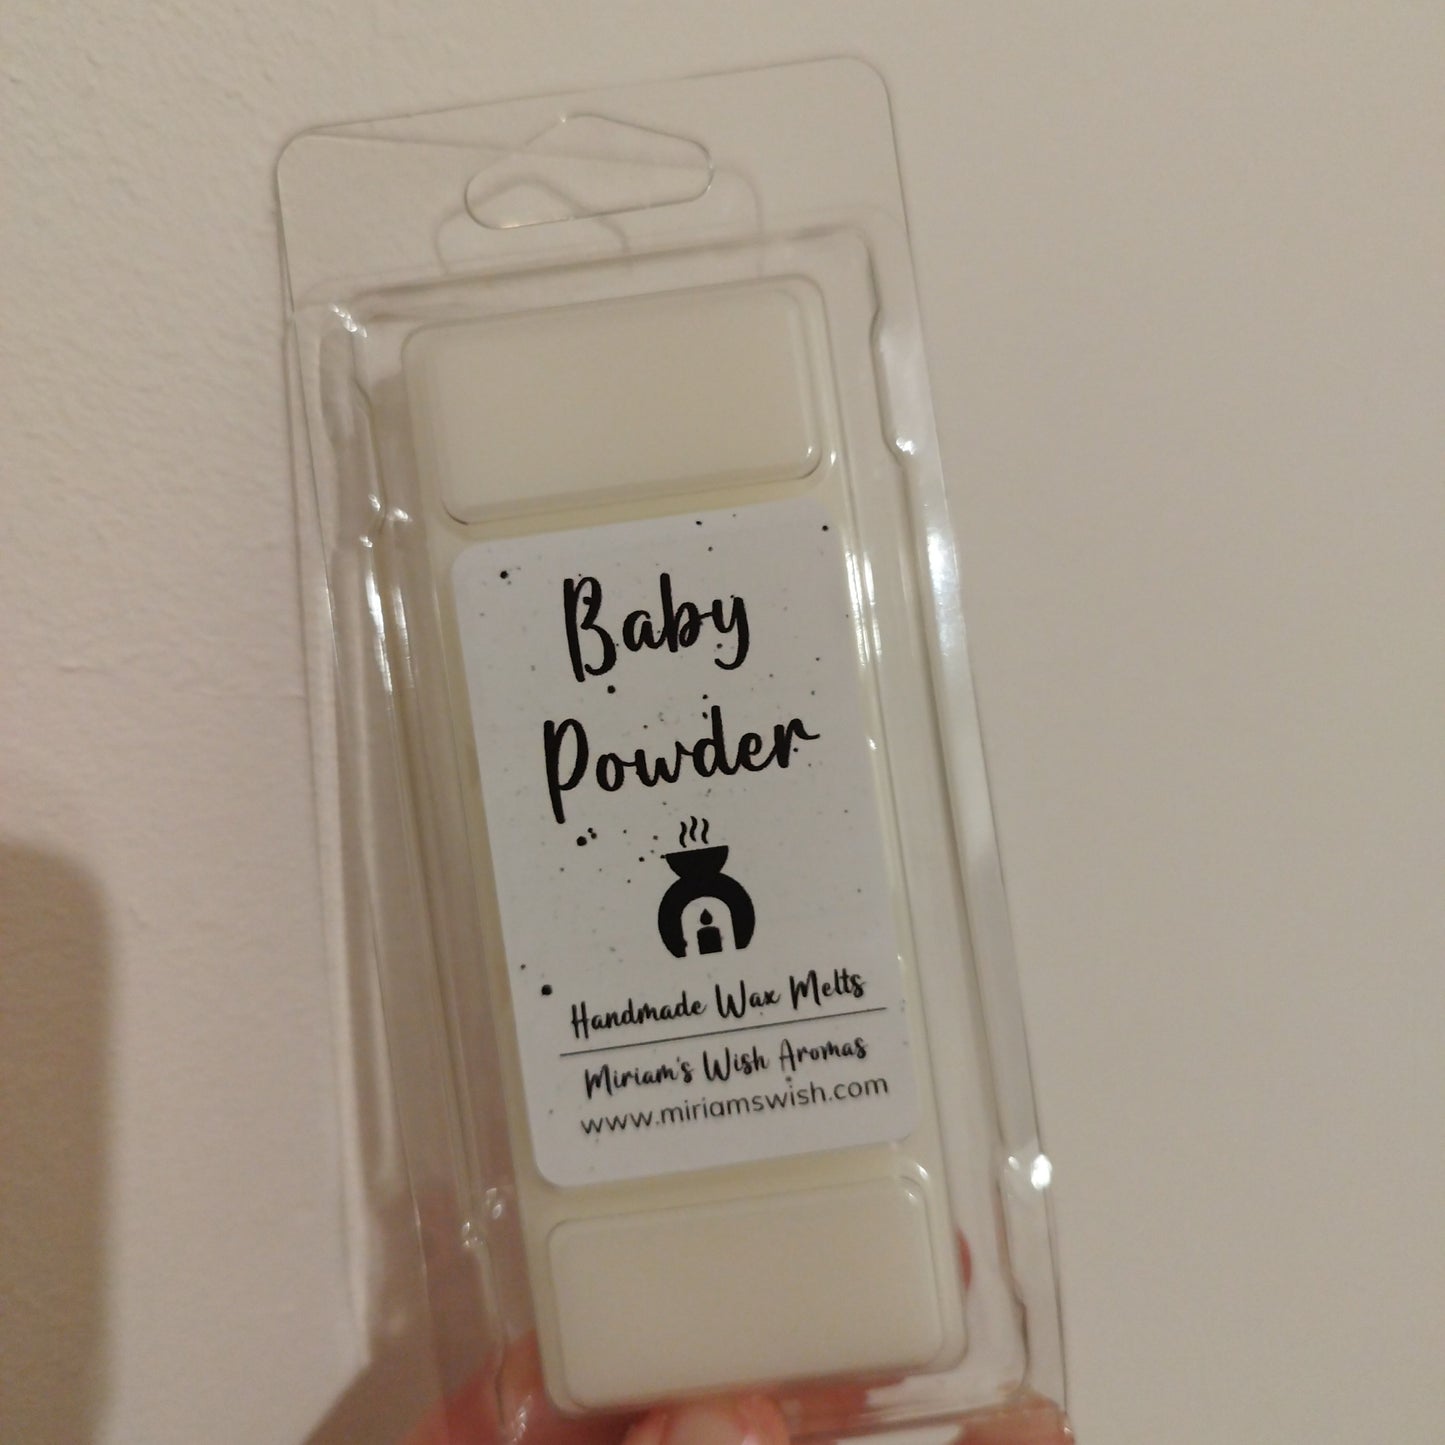 Baby
Powder
Handmade Wax Melts
Miriam's Wish Aromas
www.miriamswish.com